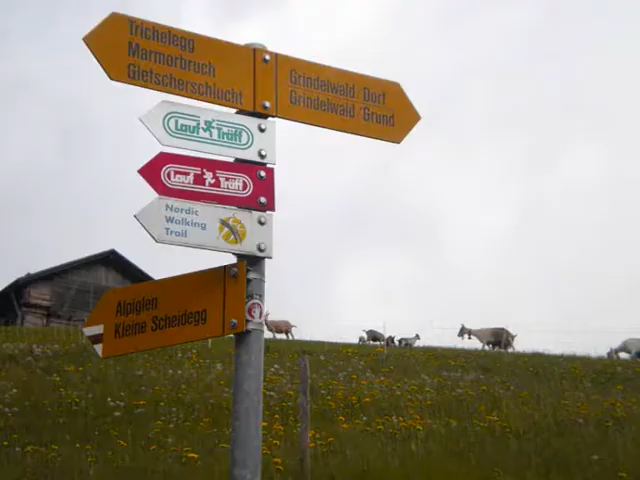 Trichelegg
Marmorbruch
Gletscherschlucht
Grindelwald/Dorf
Grindelwald/Grund
Lauf Träff
Lauf Träff
Nordic
Walking
Trail
Alpiglen
Kleine Scheidegg